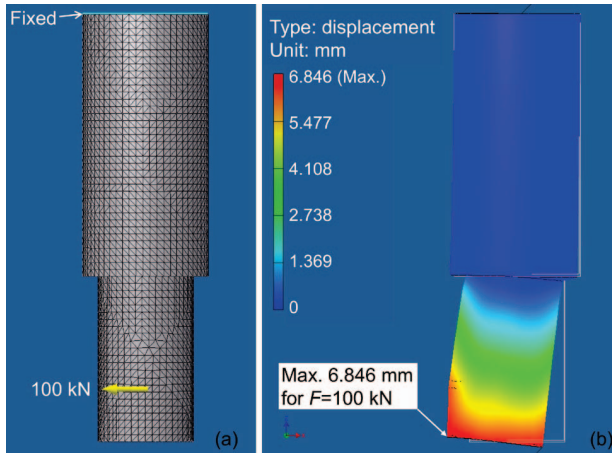 Fixed
100 kN
(a)
Type: displacement
Unit: mm
6.846 (Max.)
5.477
4.108
2.738
1.369
0
Max. 6.846 mm
for F=100 kN
(b)